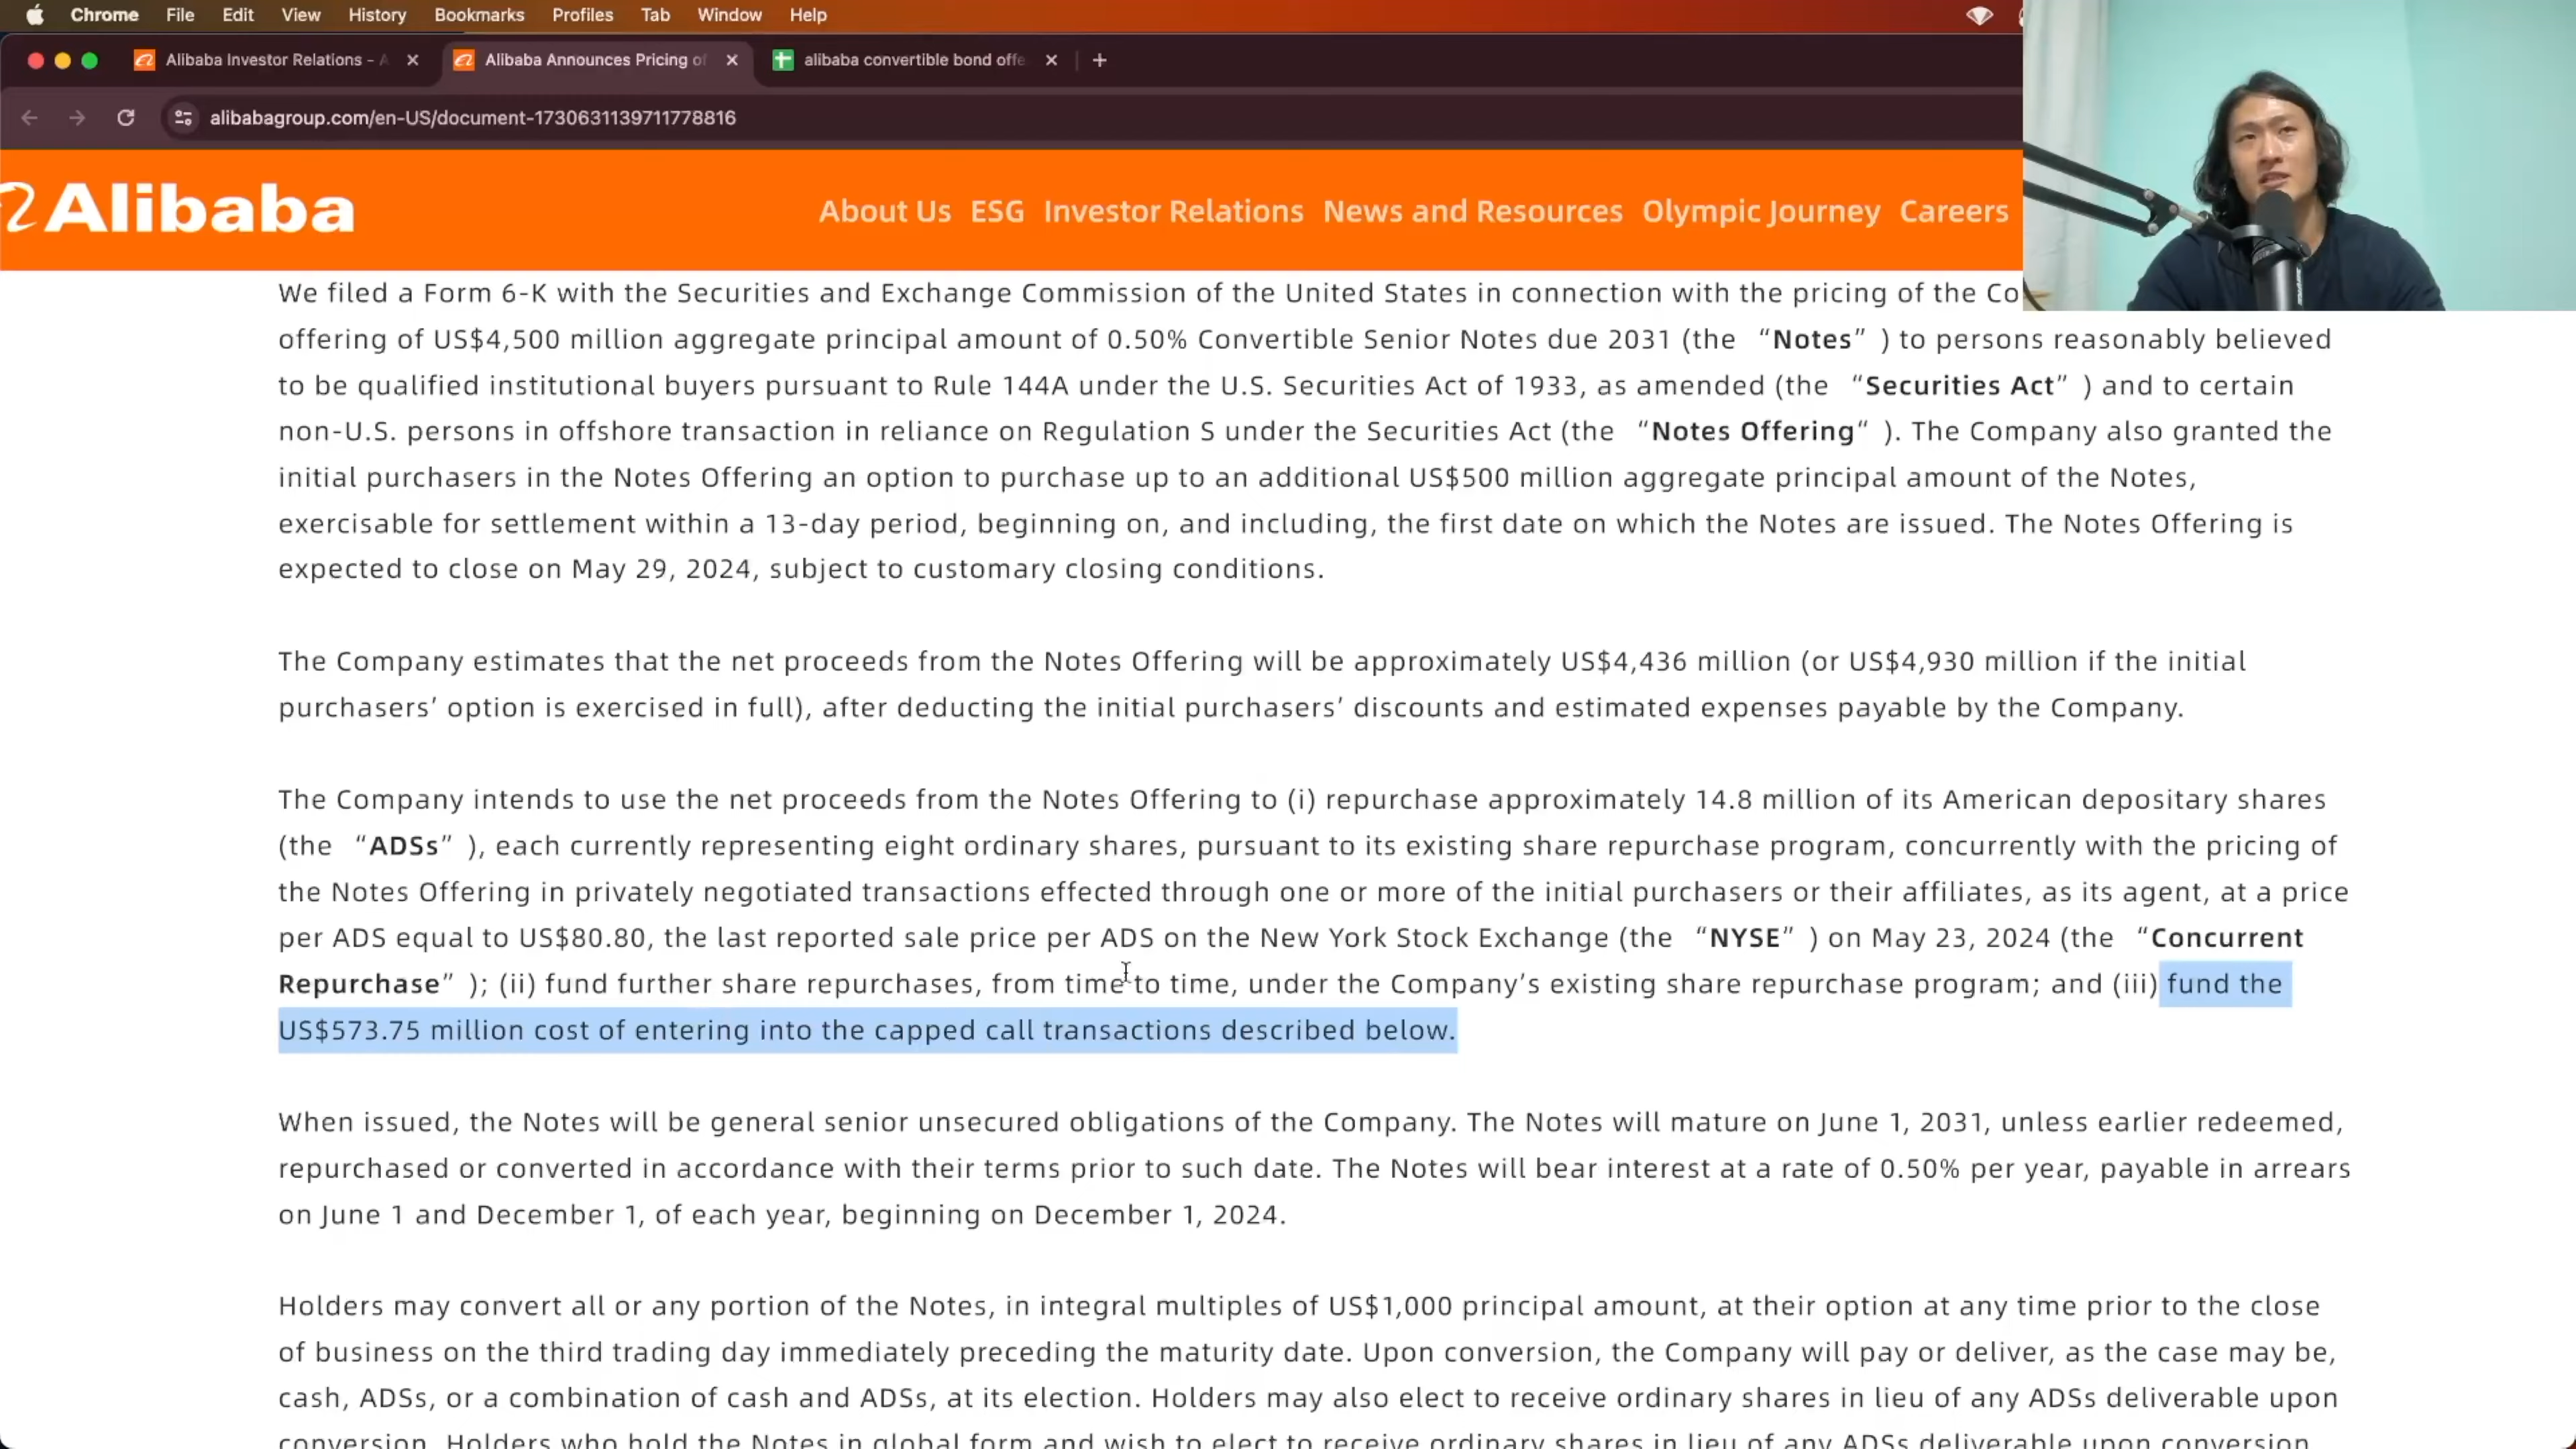 Chrome File Edit View History Bookmarks Profiles Tab Window Help
Alibaba Investor Relations – Alibaba Announces Pricing of alibaba convertible bond offe
alibabagroup.com/en-US/document-1730631139711778816
Alibaba About Us ESG Investor Relations News and Resources Olympic Journey Careers
We filed a Form 6-K with the Securities and Exchange Commission of the United States in connection with the pricing of the
offering of US$4,500 million aggregate principal amount of 0.50% Convertible Senior Notes due 2031 (the “Notes” ) to persons reasonably believed
to be qualified institutional buyers pursuant to Rule 144A under the U.S. Securities Act of 1933, as amended (the “Securities Act” ) and to certain
non-U.S. persons in offshore transaction in reliance on Regulation S under the Securities Act (the “Notes Offering“ ). The Company also granted the
initial purchasers in the Notes Offering an option to purchase up to an additional US$500 million aggregate principal amount of the Notes,
exercisable for settlement within a 13-day period, beginning on, and including, the first date on which the Notes are issued. The Notes Offering is
expected to close on May 29, 2024, subject to customary closing conditions.
The Company estimates that the net proceeds from the Notes Offering will be approximately US$4,436 million (or US$4,930 million if the initial
purchasers’ option is exercised in full), after deducting the initial purchasers’ discounts and estimated expenses payable by the Company.
The Company intends to use the net proceeds from the Notes Offering to (i) repurchase approximately 14.8 million of its American depositary shares
(the “ADSs” ), each currently representing eight ordinary shares, pursuant to its existing share repurchase program, concurrently with the pricing of
the Notes Offering in privately negotiated transactions effected through one or more of the initial purchasers or their affiliates, as its agent, at a price
per ADS equal to US$80.80, the last reported sale price per ADS on the New York Stock Exchange (the “NYSE” ) on May 23, 2024 (the “Concurrent
Repurchase” ); (ii) fund further share repurchases, from time to time, under the Company’s existing share repurchase program; and (iii) fund the
US$573.75 million cost of entering into the capped call transactions described below.
When issued, the Notes will be general senior unsecured obligations of the Company. The Notes will mature on June 1, 2031, unless earlier redeemed,
repurchased or converted in accordance with their terms prior to such date. The Notes will bear interest at a rate of 0.50% per year, payable in arrears
on June 1 and December 1, of each year, beginning on December 1, 2024.
Holders may convert all or any portion of the Notes, in integral multiples of US$1,000 principal amount, at their option at any time prior to the close
of business on the third trading day immediately preceding the maturity date. Upon conversion, the Company will pay or deliver, as the case may be,
cash, ADSs, or a combination of cash and ADSs, at its election. Holders may also elect to receive ordinary shares in lieu of any ADSs deliverable upon
conversion. Holders who hold the Notes in global form and wish to elect to receive ordinary shares in lieu of any ADSs deliverable upon conversion